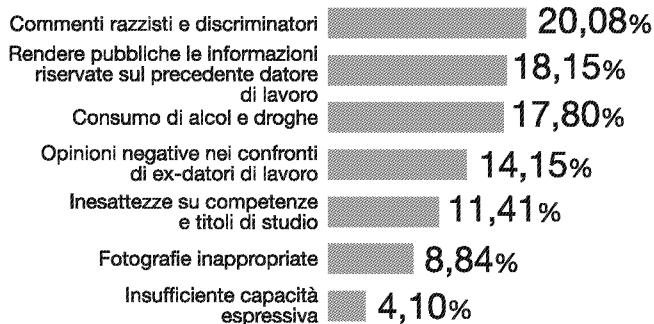 Commenti razzisti e discriminatori 20,08%
Rendere pubbliche le informazioni
riservate sul precedente datore 18,15%
di lavoro
Consumo di alcol e droghe 17,80%
Opinioni negative nei confronti
di ex-datori di lavoro 14,15%
Inesattezze su competenze
e titoli di studio 11,41%
Fotografie inappropriate 8,84%
Insufficiente capacità
espressiva 4,10%